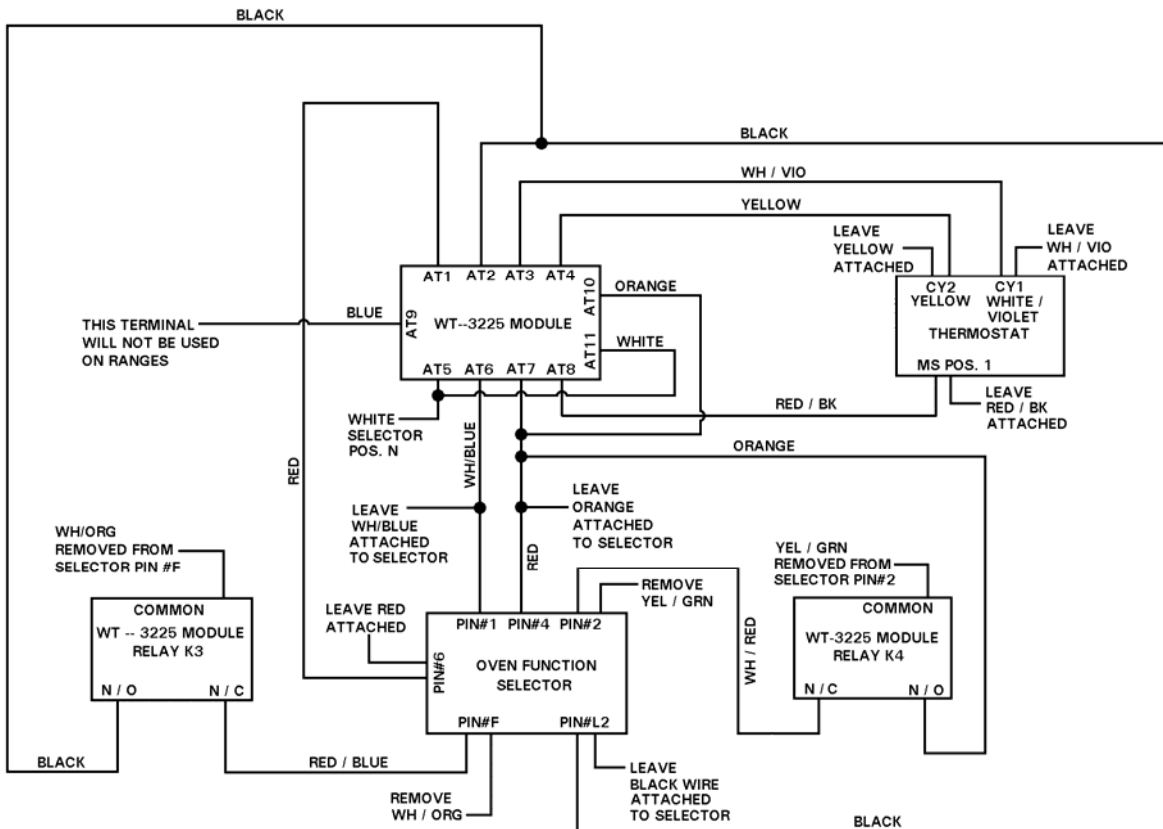 BLACK
BLACK
WH / VIO
YELLOW
LEAVE
YELLOW
ATTACHED
LEAVE
WH / VIO
ATTACHED
AT1
AT2
AT3
AT4
AT10
ORANGE
CY2
YELLOW
CY1
WHITE /
VIOLET
THERMOSTAT
MS POS. 1
THIS TERMINAL
WILL NOT BE USED
ON RANGES
BLUE
AT9
WT--3225 MODULE
AT11
WHITE
AT5
AT6
AT7
AT8
RED / BK
LEAVE
RED / BK
ATTACHED
WHITE
SELECTOR
POS. N
WH/BLUE
ORANGE
RED
LEAVE
WH/BLUE
ATTACHED
TO SELECTOR
LEAVE
ORANGE
ATTACHED
TO SELECTOR
RED
WH/ORG
REMOVED FROM
SELECTOR PIN #F
YEL / GRN
REMOVED FROM
SELECTOR PIN#2
REMOVE
YEL / GRN
LEAVE RED
ATTACHED
COMMON
WT -- 3225 MODULE
RELAY K3
N / O
N / C
PIN#1
PIN#4
PIN#2
PIN#6
OVEN FUNCTION
SELECTOR
PIN#F
PIN#L2
WH / RED
COMMON
WT-3225 MODULE
RELAY K4
N / C
N / O
BLACK
RED / BLUE
REMOVE
WH / ORG
LEAVE
BLACK WIRE
ATTACHED
TO SELECTOR
BLACK